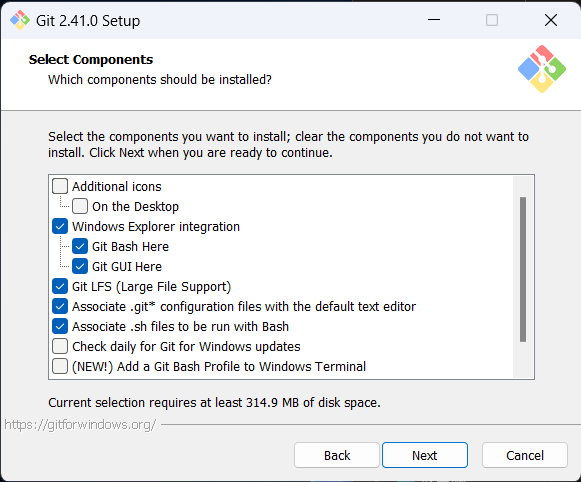 Git 2.41.0 Setup
Select Components
Which components should be installed?
Select the components you want to install; clear the components you do not want to
install. Click Next when you are ready to continue.
Additional icons
On the Desktop
Windows Explorer integration
Git Bash Here
Git GUI Here
Git LFS (Large File Support)
Associate .git* configuration files with the default text editor
Associate .sh files to be run with Bash
Check daily for Git for Windows updates
(NEW!) Add a Git Bash Profile to Windows Terminal
Current selection requires at least 314.9 MB of disk space.
https://gitforwindows.org/
Back
Next
Cancel